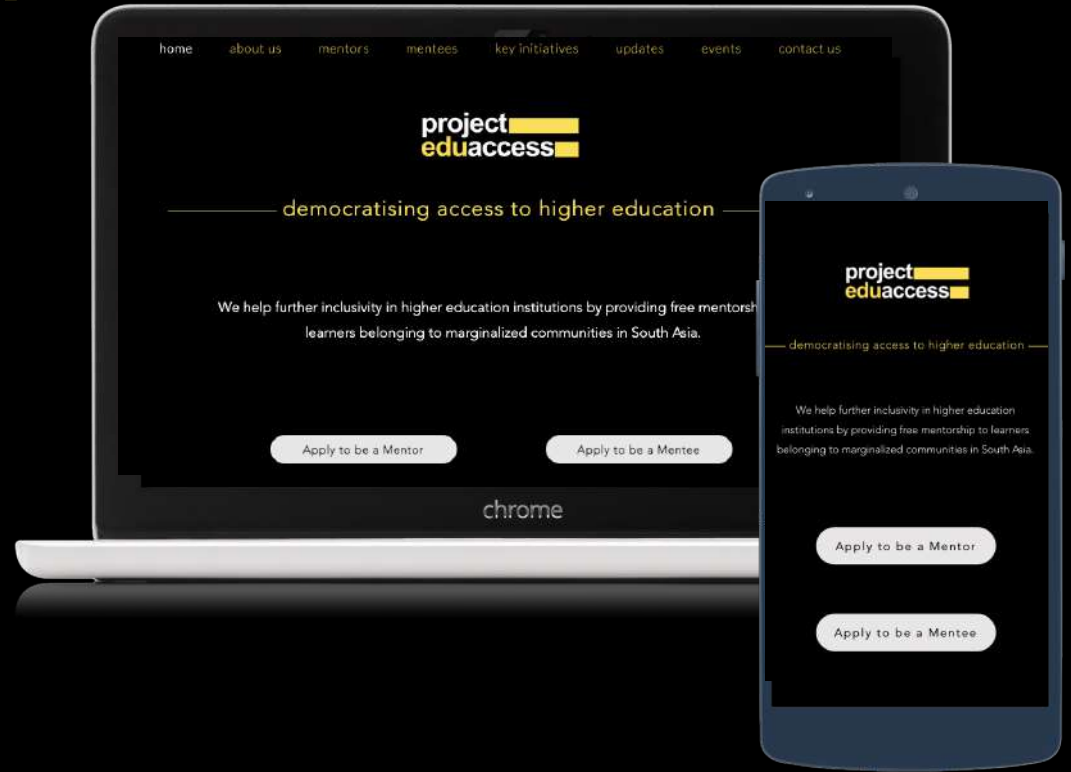 home about us mentors mentees key initiatives updates events contact us
project
eduaccess
democratising access to higher education
We help further inclusivity in higher education institutions by providing free mentorsh
learners belonging to marginalized communities in South Asia.
Apply to be a Mentor Apply to be a Mentee
chrome
project
eduaccess
democratising access to higher education
We help further inclusivity in higher education
institutions by providing free mentorship to learners
belonging to marginalized communities in South Asia.
Apply to be a Mentor
Apply to be a Mentee